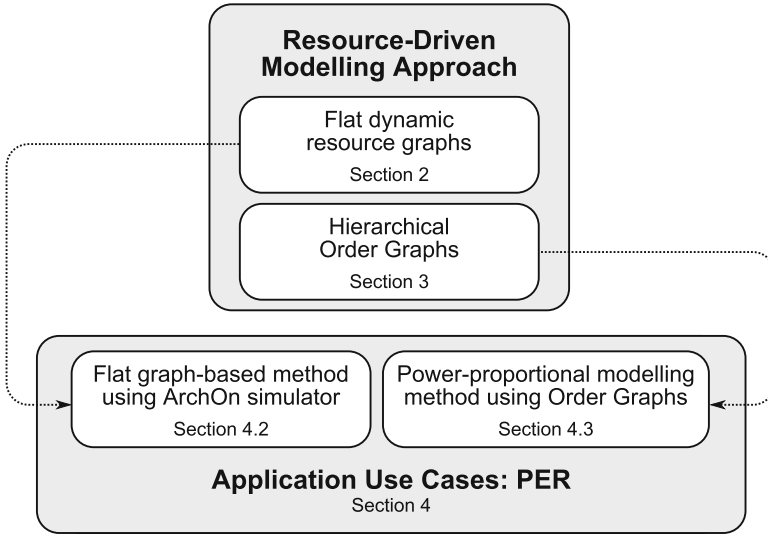 Resource-Driven
Modelling Approach
Flat dynamic
resource graphs
Section 2
Hierarchical
Order Graphs
Section 3
Flat graph-based method
using ArchOn simulator
Section 4.2
Power-proportional modelling
method using Order Graphs
Section 4.3
Application Use Cases: PER
Section 4